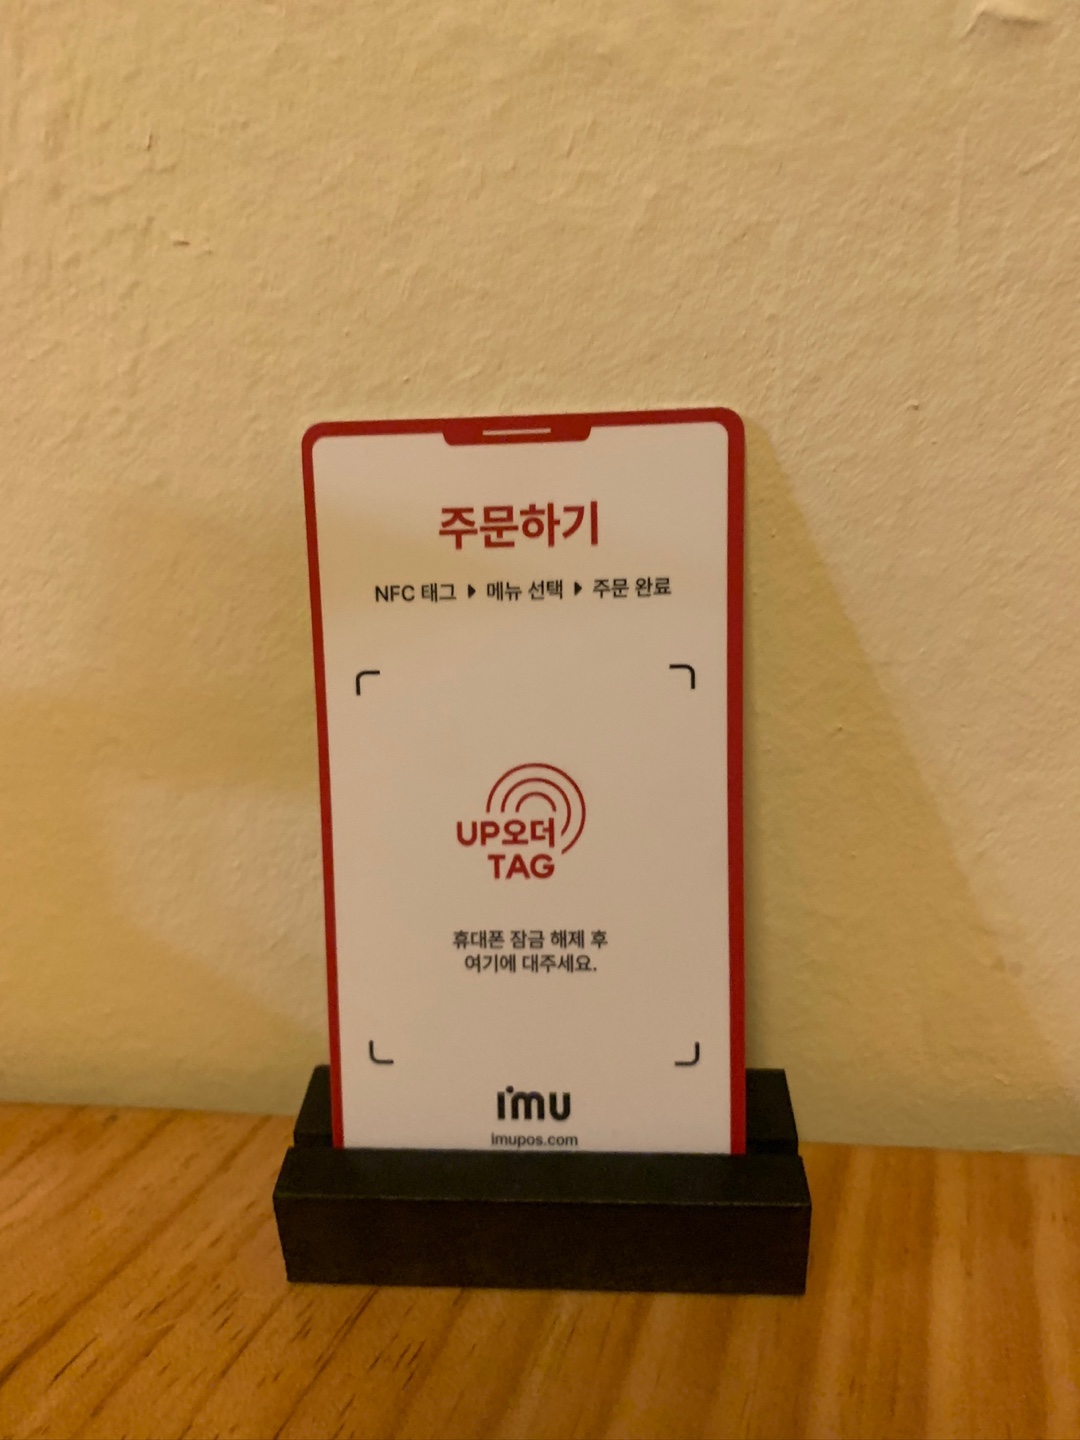 주문하기
NFC 태그 ▶ 메뉴 선택 ▶ 주문 완료
UP오더
TAG
휴대폰 잠금 해제 후
여기에 대주세요.
imu
imupos.com